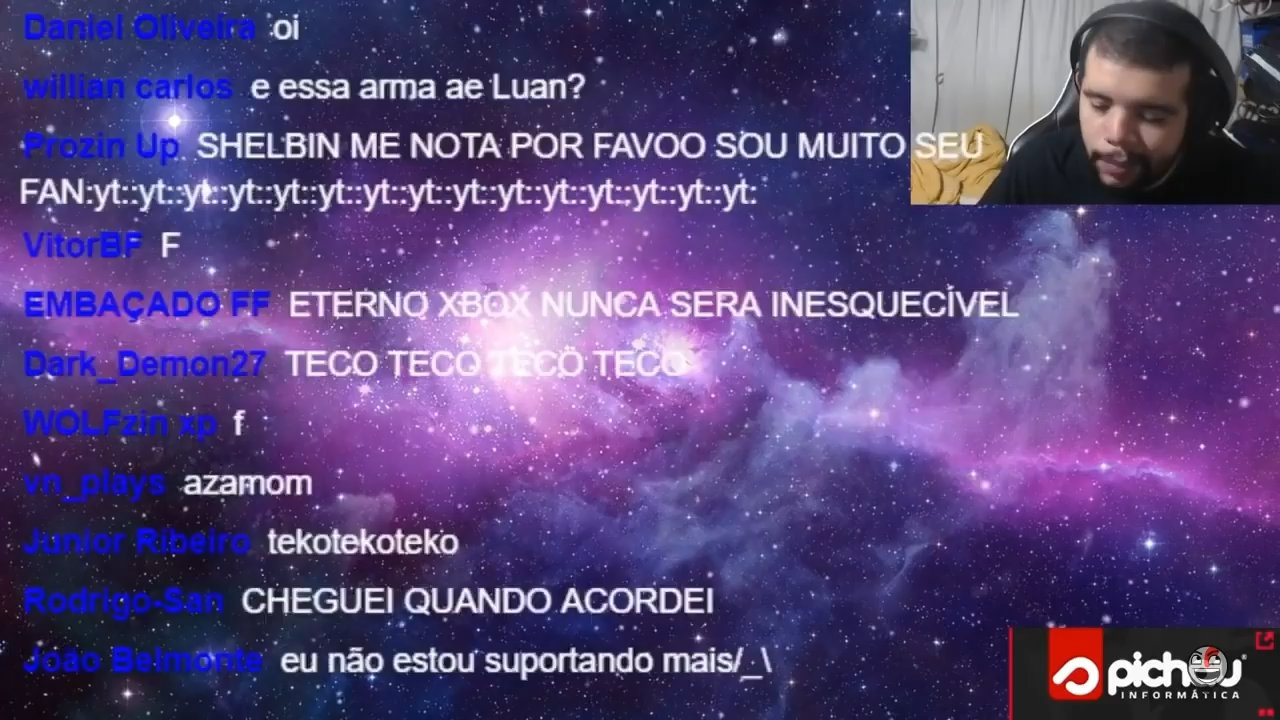 Daniel Oliveira oi
willian carlos e essa arma ae Luan?
Prozin Up SHELBIN ME NOTA POR FAVOO SOU MUITO SEU
FAN:yt::yt::yt::yt::yt::yt::yt::yt::yt::yt::yt::yt::yt::yt::yt:
VitorBF F
EMBAÇADO FF ETERNO XBOX NUNCA SERA INESQUECÍVEL
Dark_Demon27 TECO TECO TECO TECO
WOLFzin xp f
vn_plays azamom
Junior Ribeiro tekotekoteko
Rodrigo-San CHEGUEI QUANDO ACORDEI
João Belmonte eu não estou suportando mais/_\
pichau
INFORMÁTICA